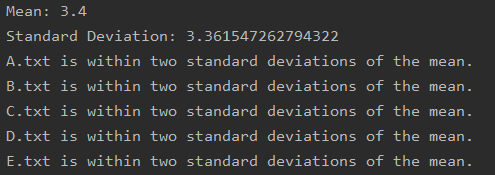 Mean: 3.4
Standard Deviation: 3.361547262794322
A.txt is within two standard deviations of the mean.
B.txt is within two standard deviations of the mean.
C.txt is within two standard deviations of the mean.
D.txt is within two standard deviations of the mean.
E.txt is within two standard deviations of the mean.